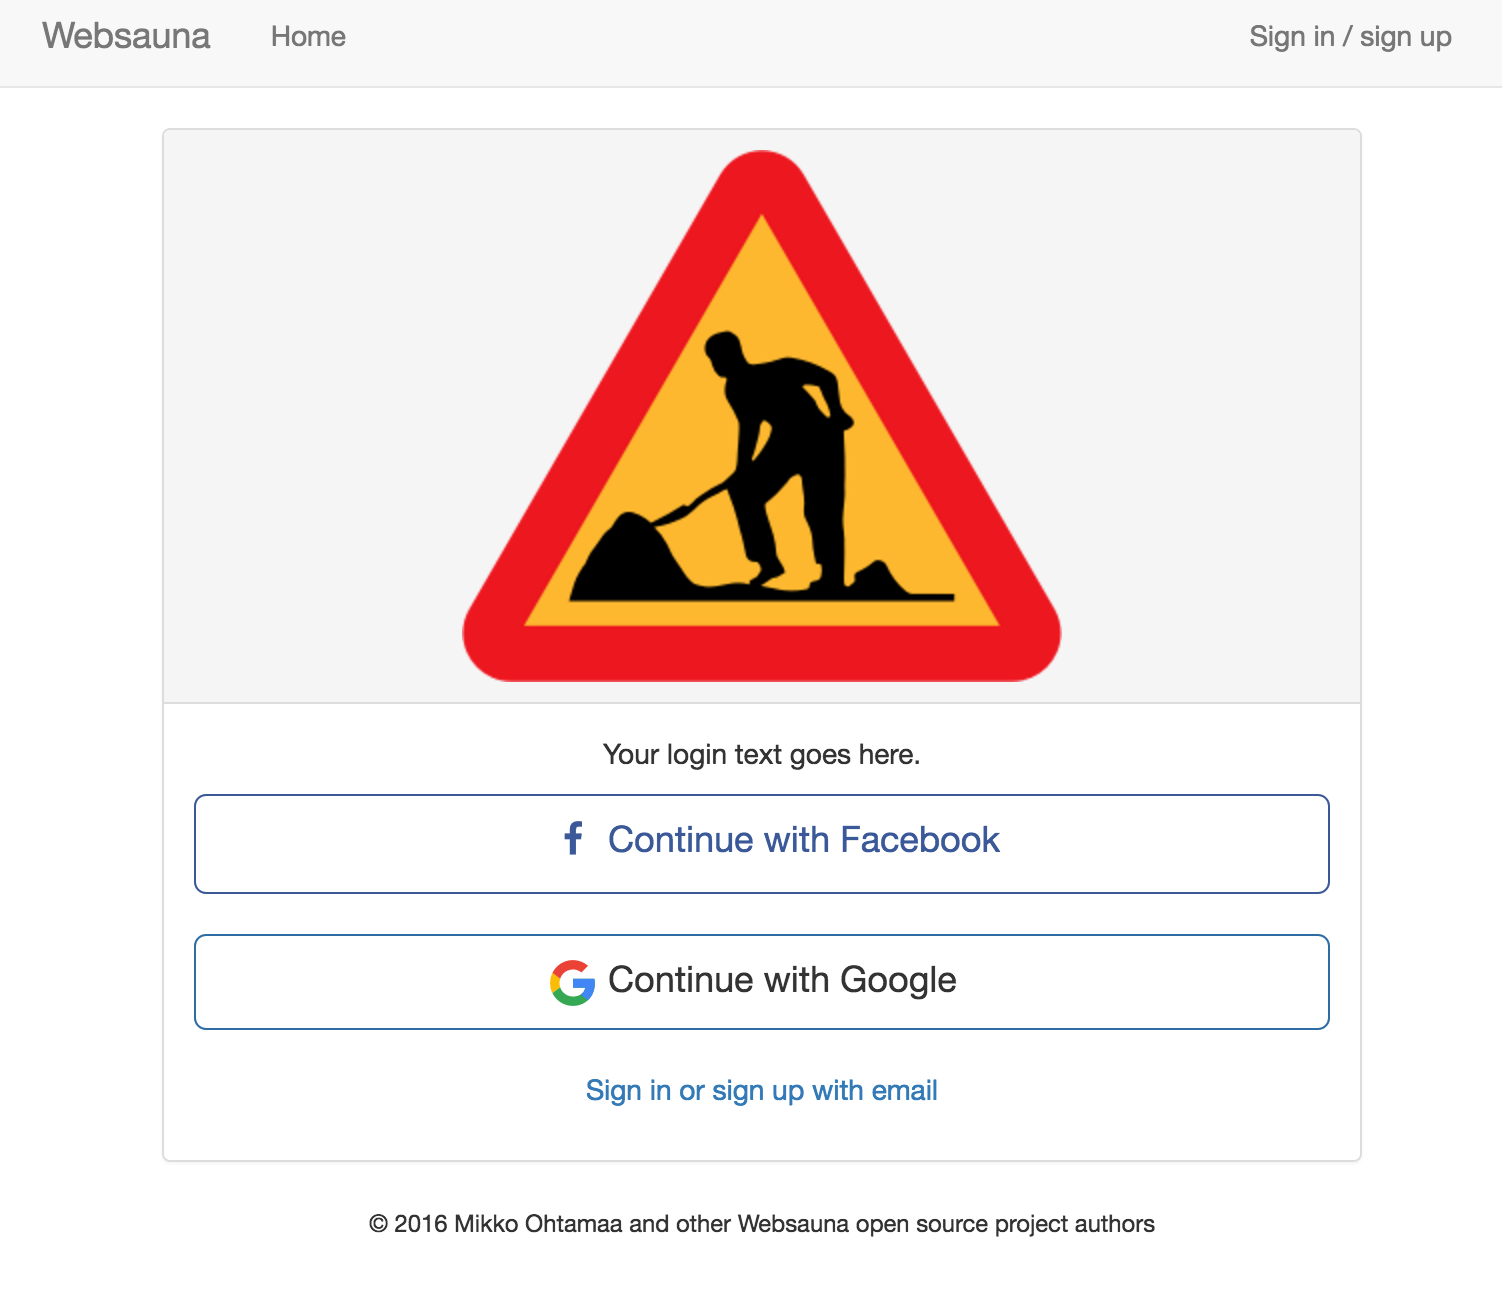 Websauna Home Sign in / sign up
Your login text goes here.
Continue with Facebook
Continue with Google
Sign in or sign up with email
© 2016 Mikko Ohtamaa and other Websauna open source project authors